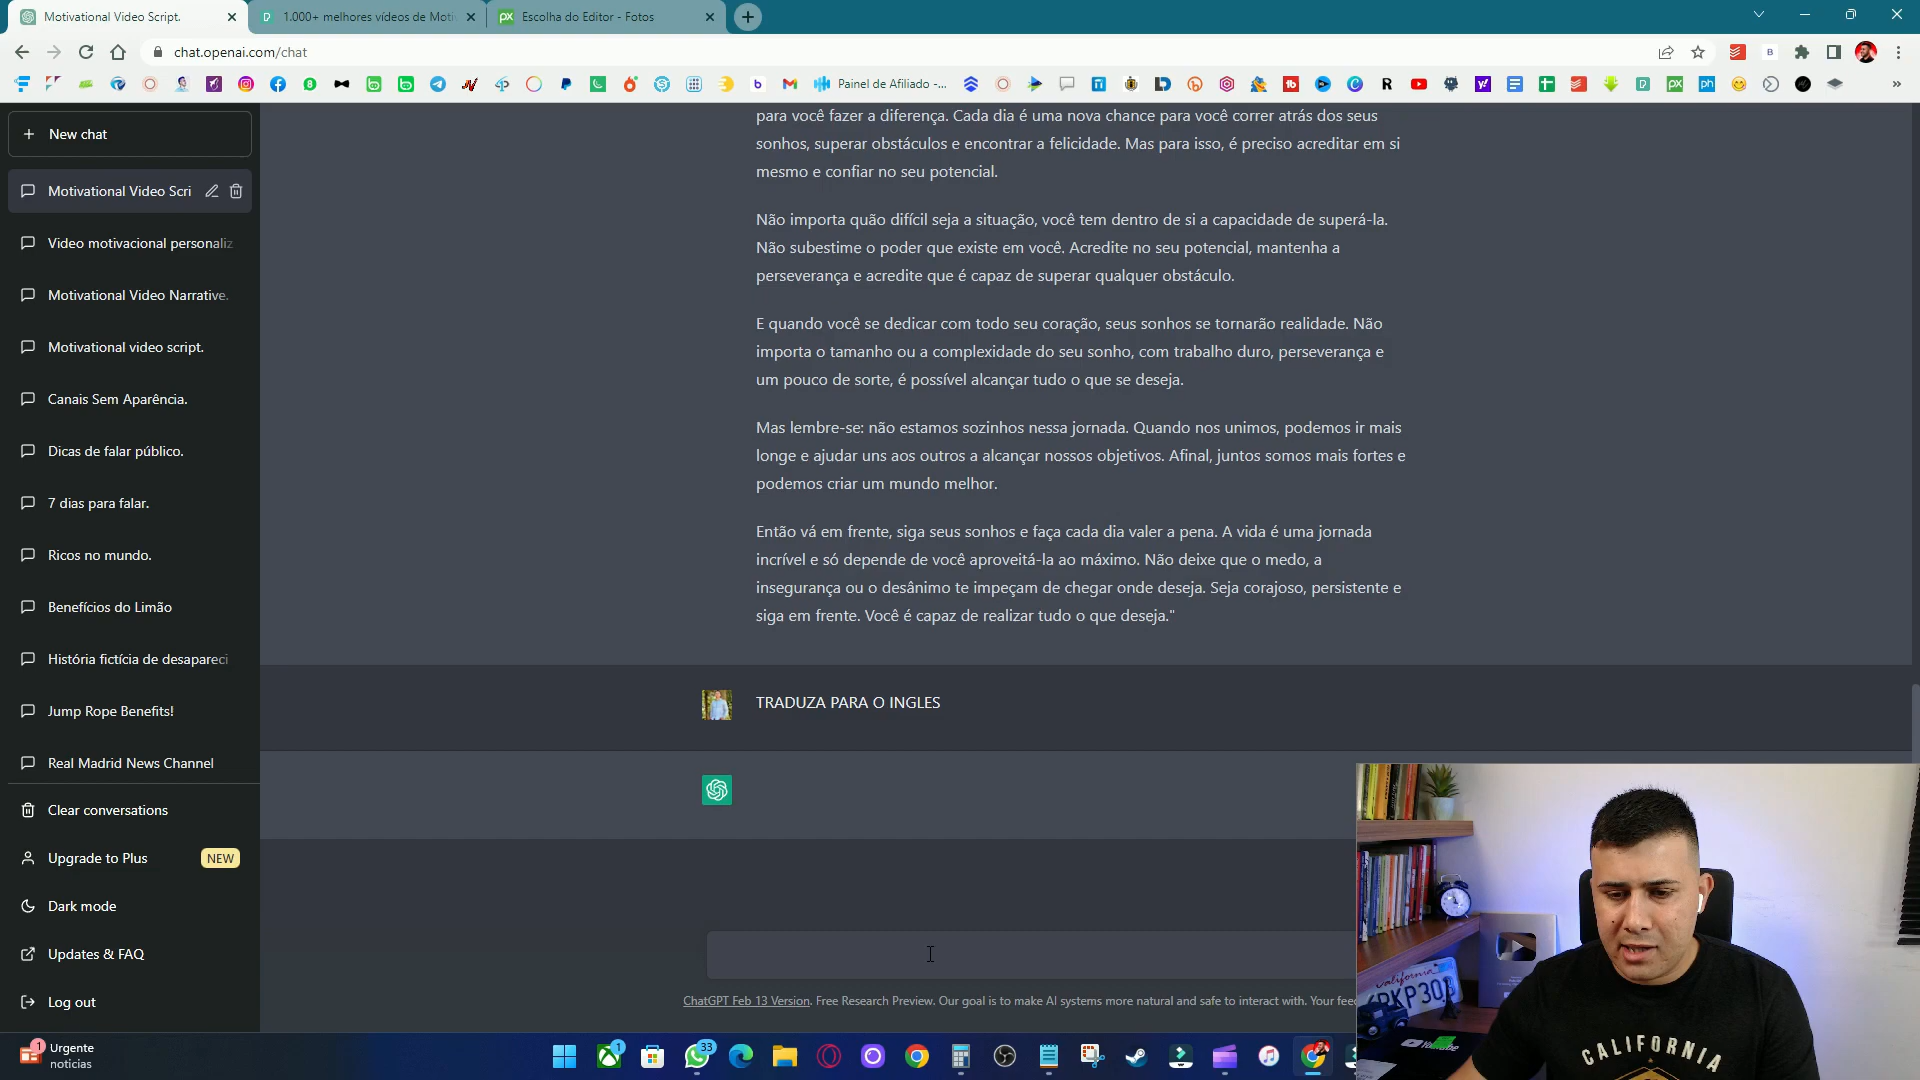 Motivational Video Script.
1.000+ melhores vídeos de Moti
Escolha do Editor - Fotos
chat.openai.com/chat
Painel de Afiliado -...
New chat
Motivational Video Scri
Video motivacional personaliz
Motivational Video Narrative.
Motivational video script.
Canais Sem Aparência.
Dicas de falar público.
7 dias para falar.
Ricos no mundo.
Benefícios do Limão
História fictícia de desapareci
Jump Rope Benefits!
Real Madrid News Channel
Clear conversations
Upgrade to Plus NEW
Dark mode
Updates & FAQ
Log out
para você fazer a diferença. Cada dia é uma nova chance para você correr atrás dos seus
sonhos, superar obstáculos e encontrar a felicidade. Mas para isso, é preciso acreditar em si
mesmo e confiar no seu potencial.
Não importa quão difícil seja a situação, você tem dentro de si a capacidade de superá-la.
Não subestime o poder que existe em você. Acredite no seu potencial, mantenha a
perseverança e acredite que é capaz de superar qualquer obstáculo.
E quando você se dedicar com todo seu coração, seus sonhos se tornarão realidade. Não
importa o tamanho ou a complexidade do seu sonho, com trabalho duro, perseverança e
um pouco de sorte, é possível alcançar tudo o que se deseja.
Mas lembre-se: não estamos sozinhos nessa jornada. Quando nos unimos, podemos ir mais
longe e ajudar uns aos outros a alcançar nossos objetivos. Afinal, juntos somos mais fortes e
podemos criar um mundo melhor.
Então vá em frente, siga seus sonhos e faça cada dia valer a pena. A vida é uma jornada
incrível e só depende de você aproveitá-la ao máximo. Não deixe que o medo, a
insegurança ou o desânimo te impeçam de chegar onde deseja. Seja corajoso, persistente e
siga em frente. Você é capaz de realizar tudo o que deseja."
TRADUZA PARA O INGLES
ChatGPT Feb 13 Version. Free Research Preview. Our goal is to make AI systems more natural and safe to interact with. Your feed
california
YouTube
CALIFORNIA
1
Urgente
notícias
1
33